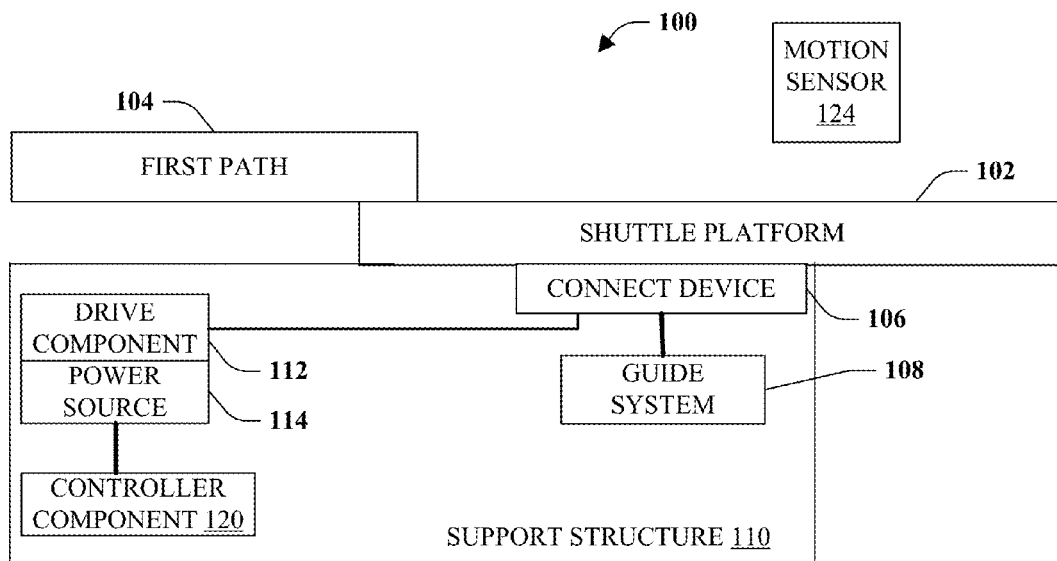 100
MOTION
SENSOR
124
104
FIRST PATH
102
SHUTTLE PLATFORM
CONNECT DEVICE
106
DRIVE
COMPONENT
112
POWER
SOURCE
114
GUIDE
SYSTEM
108
CONTROLLER
COMPONENT 120
SUPPORT STRUCTURE 110